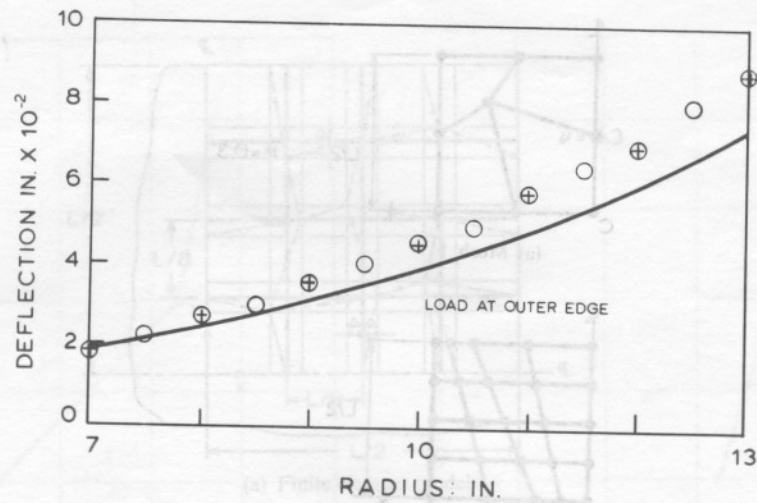 10
8
6
4
2
0
DEFLECTION IN. X 10⁻²
LOAD AT OUTER EDGE
7
10
13
RADIUS: IN.
(a) Finite